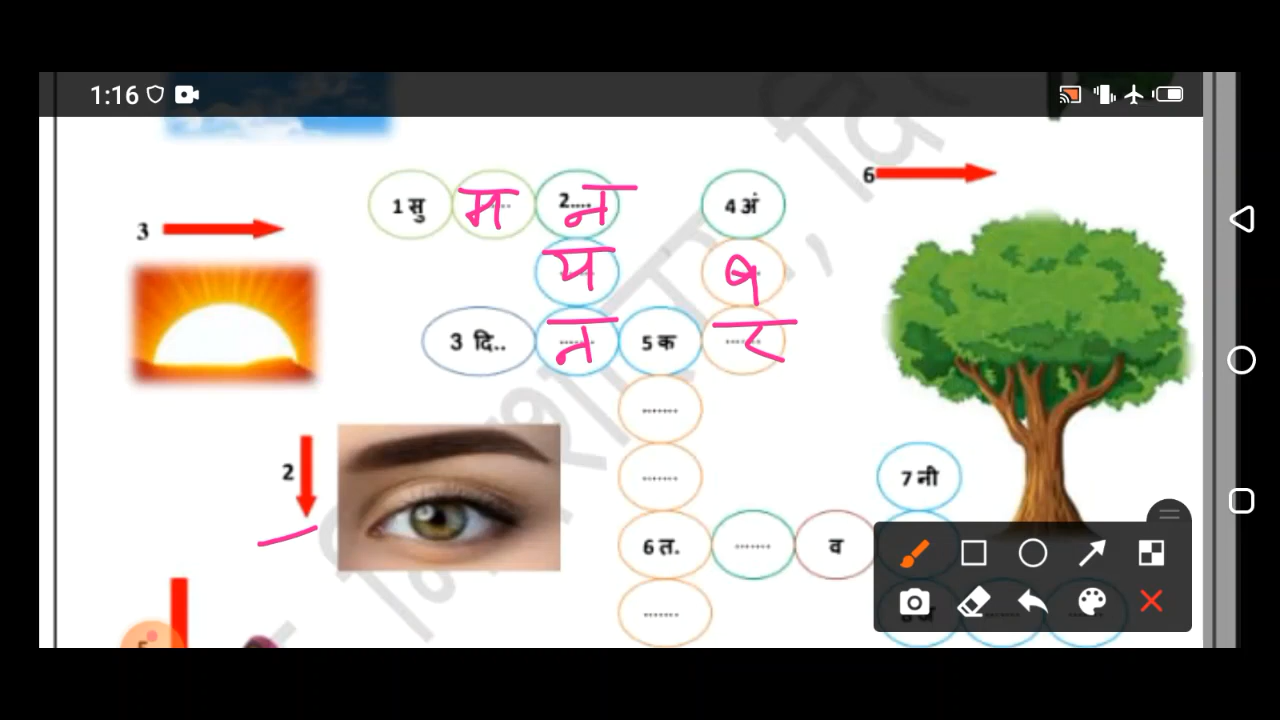 1:16
6
1 सु म 2.... न 4 अं
3
य ब
3 दि.. न 5 क र
.......
2
.......
7 नी
6 त. ....... व
.......